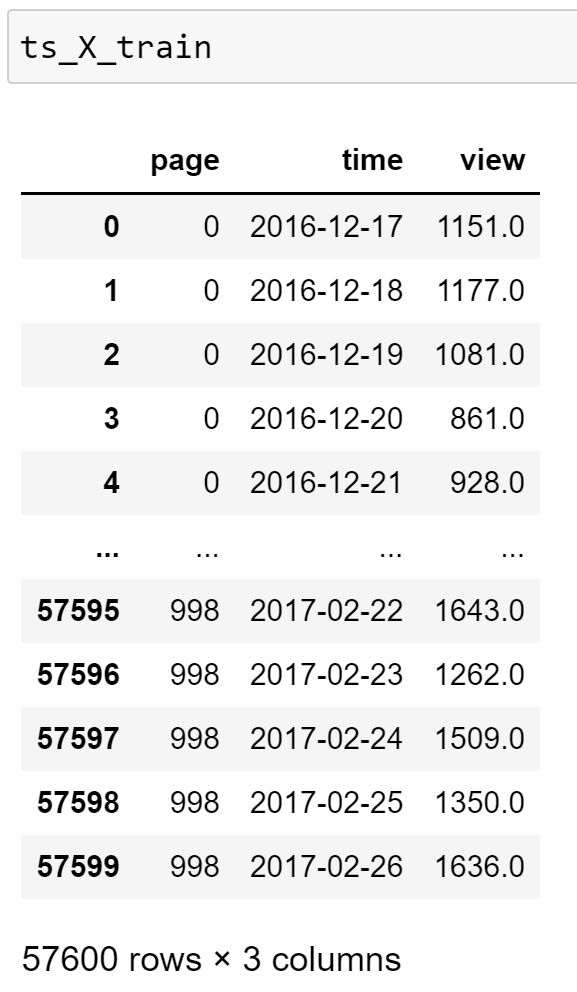 ts_X_train
page time view
0 0 2016-12-17 1151.0
1 0 2016-12-18 1177.0
2 0 2016-12-19 1081.0
3 0 2016-12-20 861.0
4 0 2016-12-21 928.0
... ... ... ...
57595 998 2017-02-22 1643.0
57596 998 2017-02-23 1262.0
57597 998 2017-02-24 1509.0
57598 998 2017-02-25 1350.0
57599 998 2017-02-26 1636.0
57600 rows × 3 columns